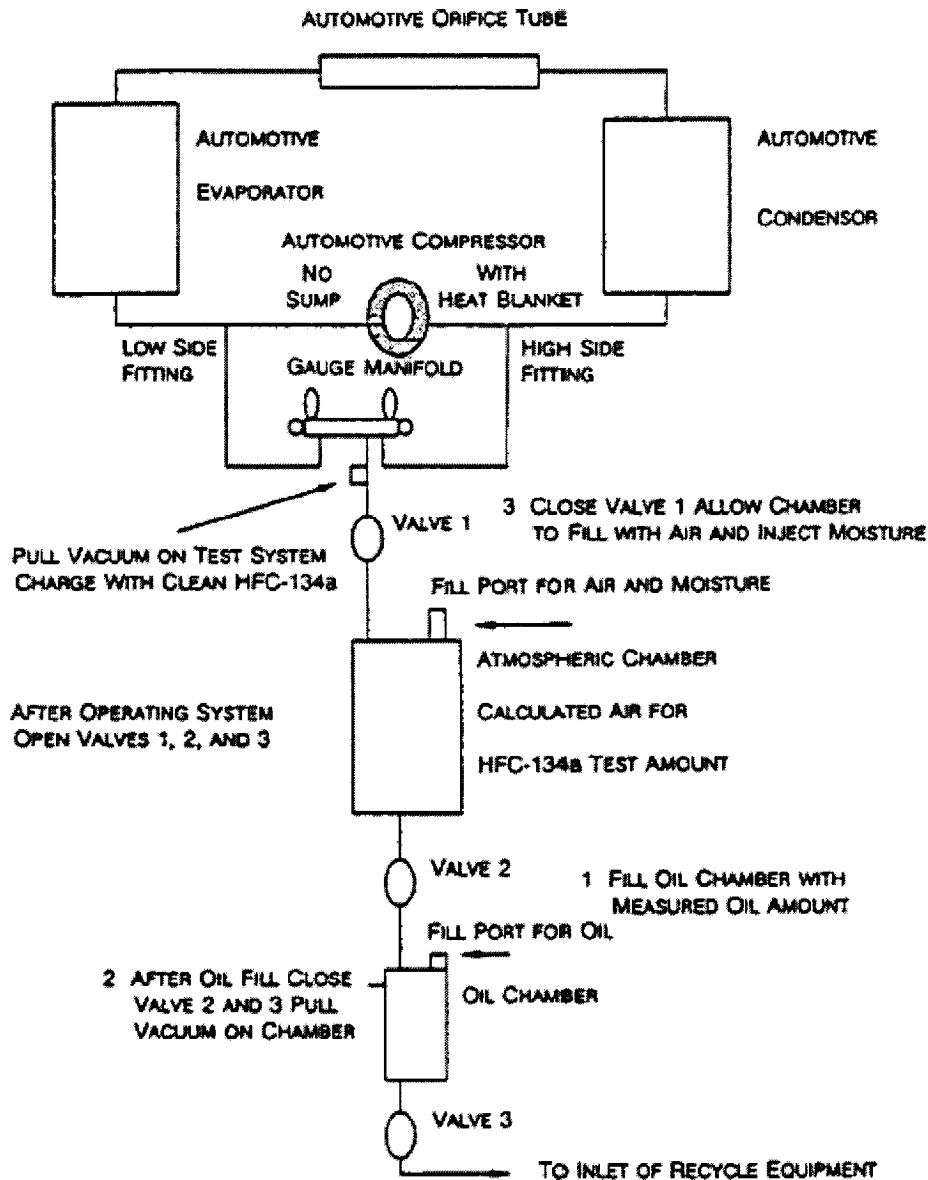 AUTOMOTIVE ORIFICE TUBE
AUTOMOTIVE
EVAPORATOR
AUTOMOTIVE
CONDENSOR
AUTOMOTIVE COMPRESSOR
NO
SUMP
WITH
HEAT BLANKET
LOW SIDE
FITTING
GAUGE MANIFOLD
HIGH SIDE
FITTING
VALVE 1
3 CLOSE VALVE 1 ALLOW CHAMBER
TO FILL WITH AIR AND INJECT MOISTURE
PULL VACUUM ON TEST SYSTEM
CHARGE WITH CLEAN HFC-134a
FILL PORT FOR AIR AND MOISTURE
ATMOSPHERIC CHAMBER
CALCULATED AIR FOR
HFC-134a TEST AMOUNT
AFTER OPERATING SYSTEM
OPEN VALVES 1, 2, AND 3
VALVE 2
1 FILL OIL CHAMBER WITH
MEASURED OIL AMOUNT
FILL PORT FOR OIL
2 AFTER OIL FILL CLOSE
VALVE 2 AND 3 PULL
VACUUM ON CHAMBER
OIL CHAMBER
VALVE 3
TO INLET OF RECYCLE EQUIPMENT